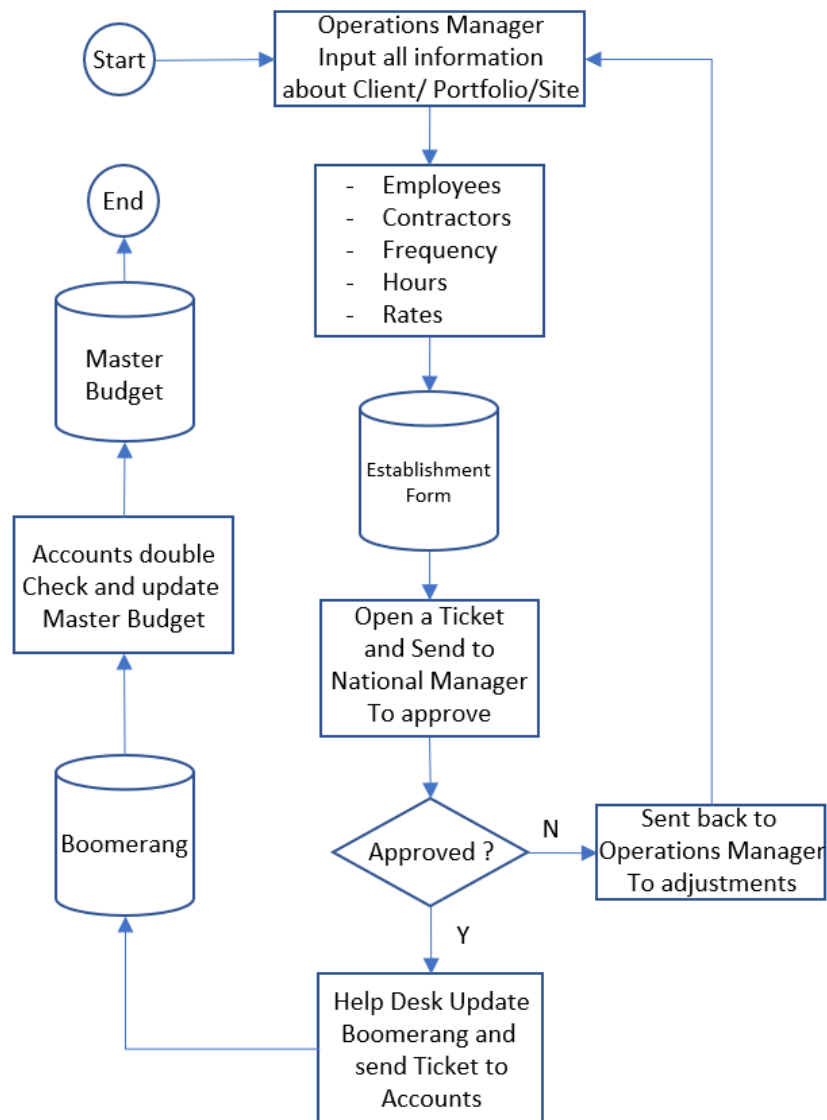 Start
Operations Manager
Input all information
about Client/ Portfolio/Site
- Employees
- Contractors
- Frequency
- Hours
- Rates
Establishment
Form
Open a Ticket
and Send to
National Manager
To approve
Approved ?
N
Sent back to
Operations Manager
To adjustments
Y
Help Desk Update
Boomerang and
send Ticket to
Accounts
Boomerang
Accounts double
Check and update
Master Budget
Master
Budget
End